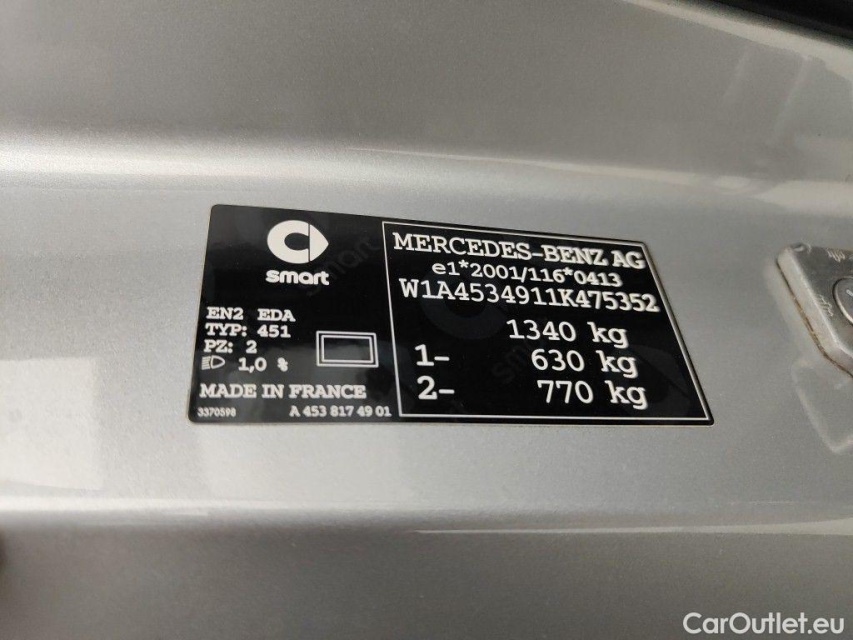 smart
EN2 EDA
TYP: 451
PZ: 2
1,0 %
MADE IN FRANCE
3370598
A 453 817 49 01
MERCEDES-BENZ AG
e1*2001/116*0413
W1A4534911K475352
1340 kg
1- 630 kg
2- 770 kg
CarOutlet.eu